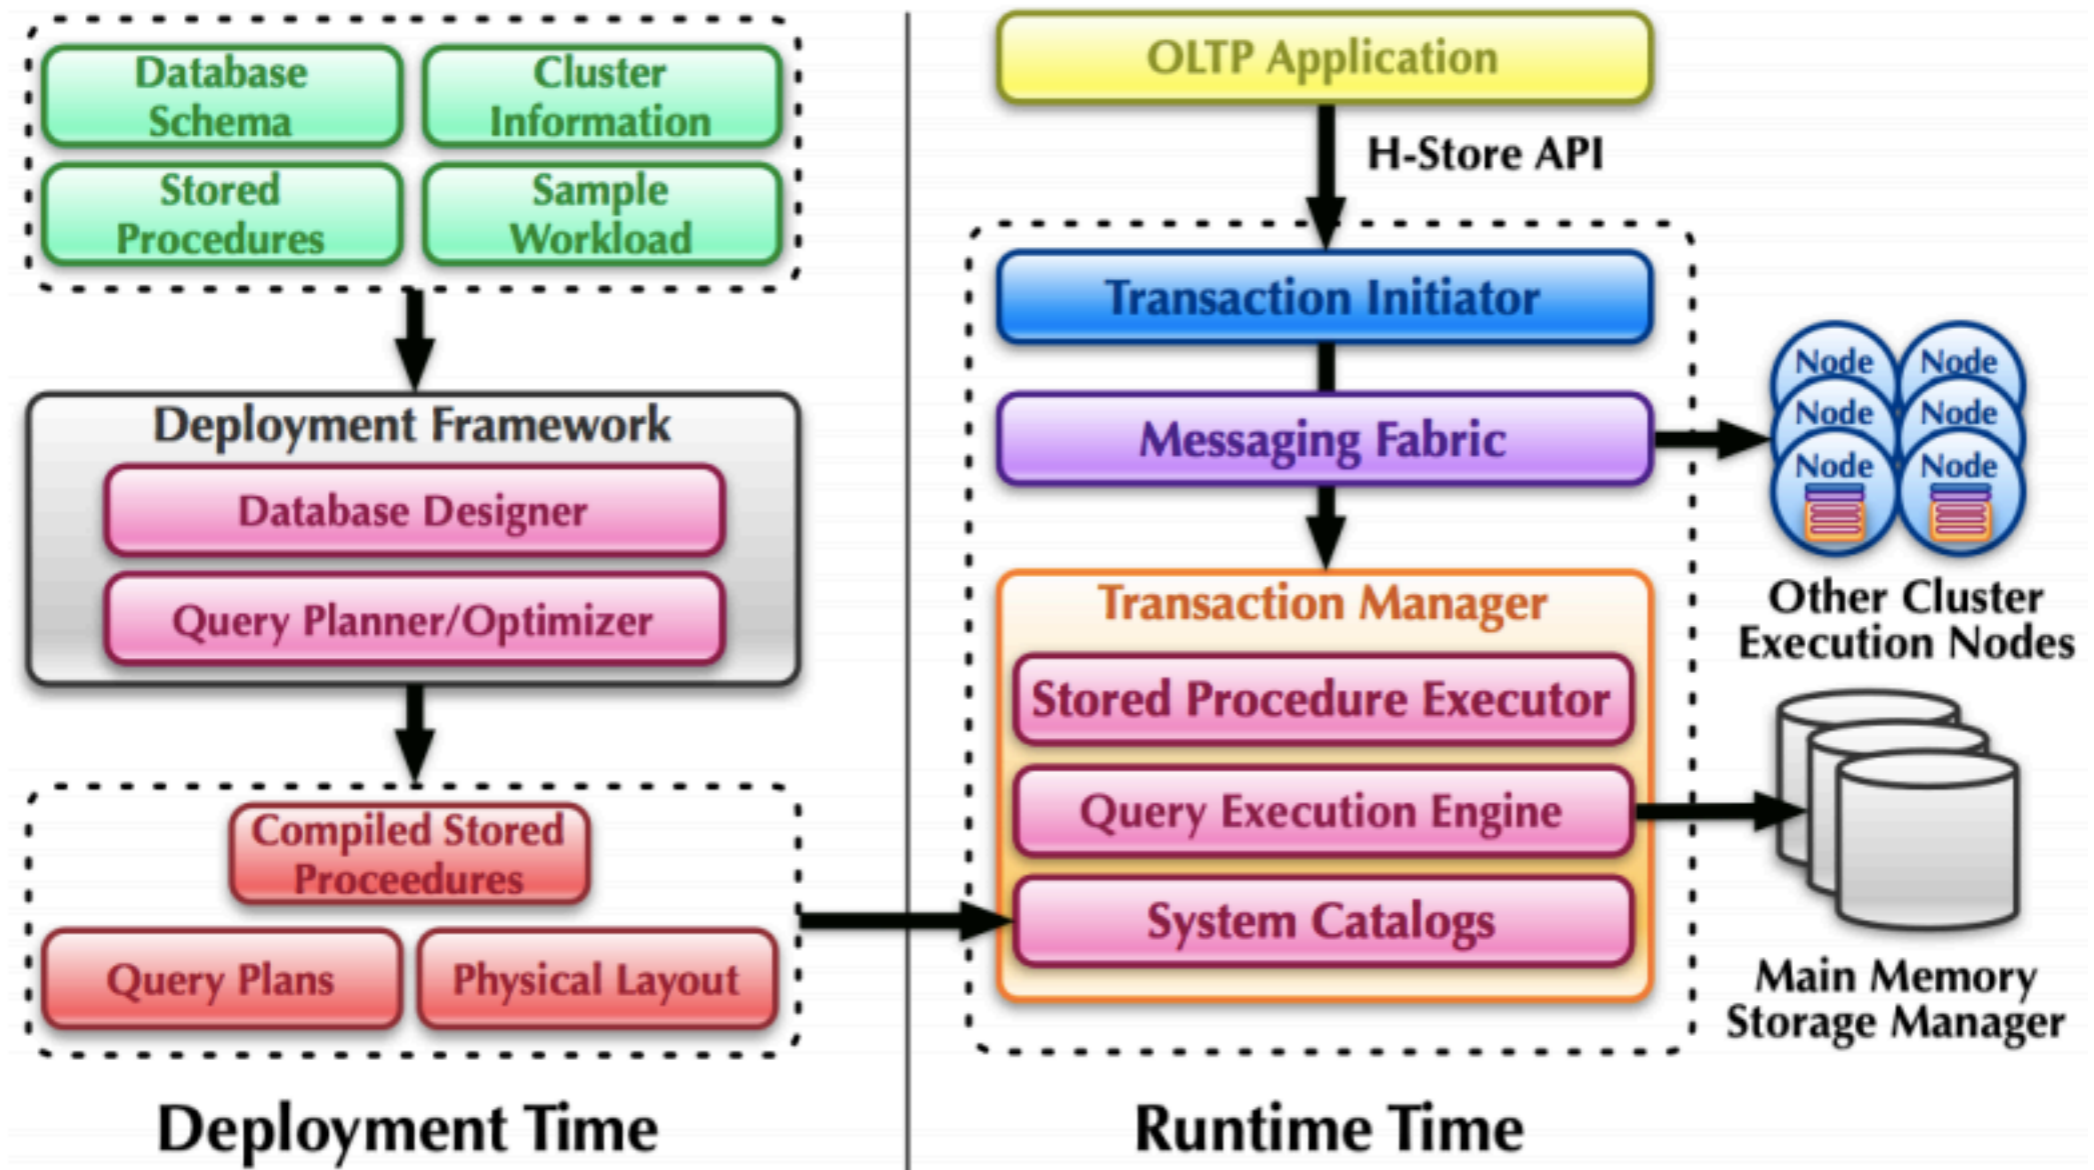 Database
Schema
Cluster
Information
Stored
Procedures
Sample
Workload
Deployment Framework
Database Designer
Query Planner/Optimizer
Compiled Stored
Proceedures
Query Plans
Physical Layout
Deployment Time
OLTP Application
H-Store API
Transaction Initiator
Messaging Fabric
Transaction Manager
Stored Procedure Executor
Query Execution Engine
System Catalogs
Node
Node
Node
Node
Node
Node
Other Cluster
Execution Nodes
Main Memory
Storage Manager
Runtime Time